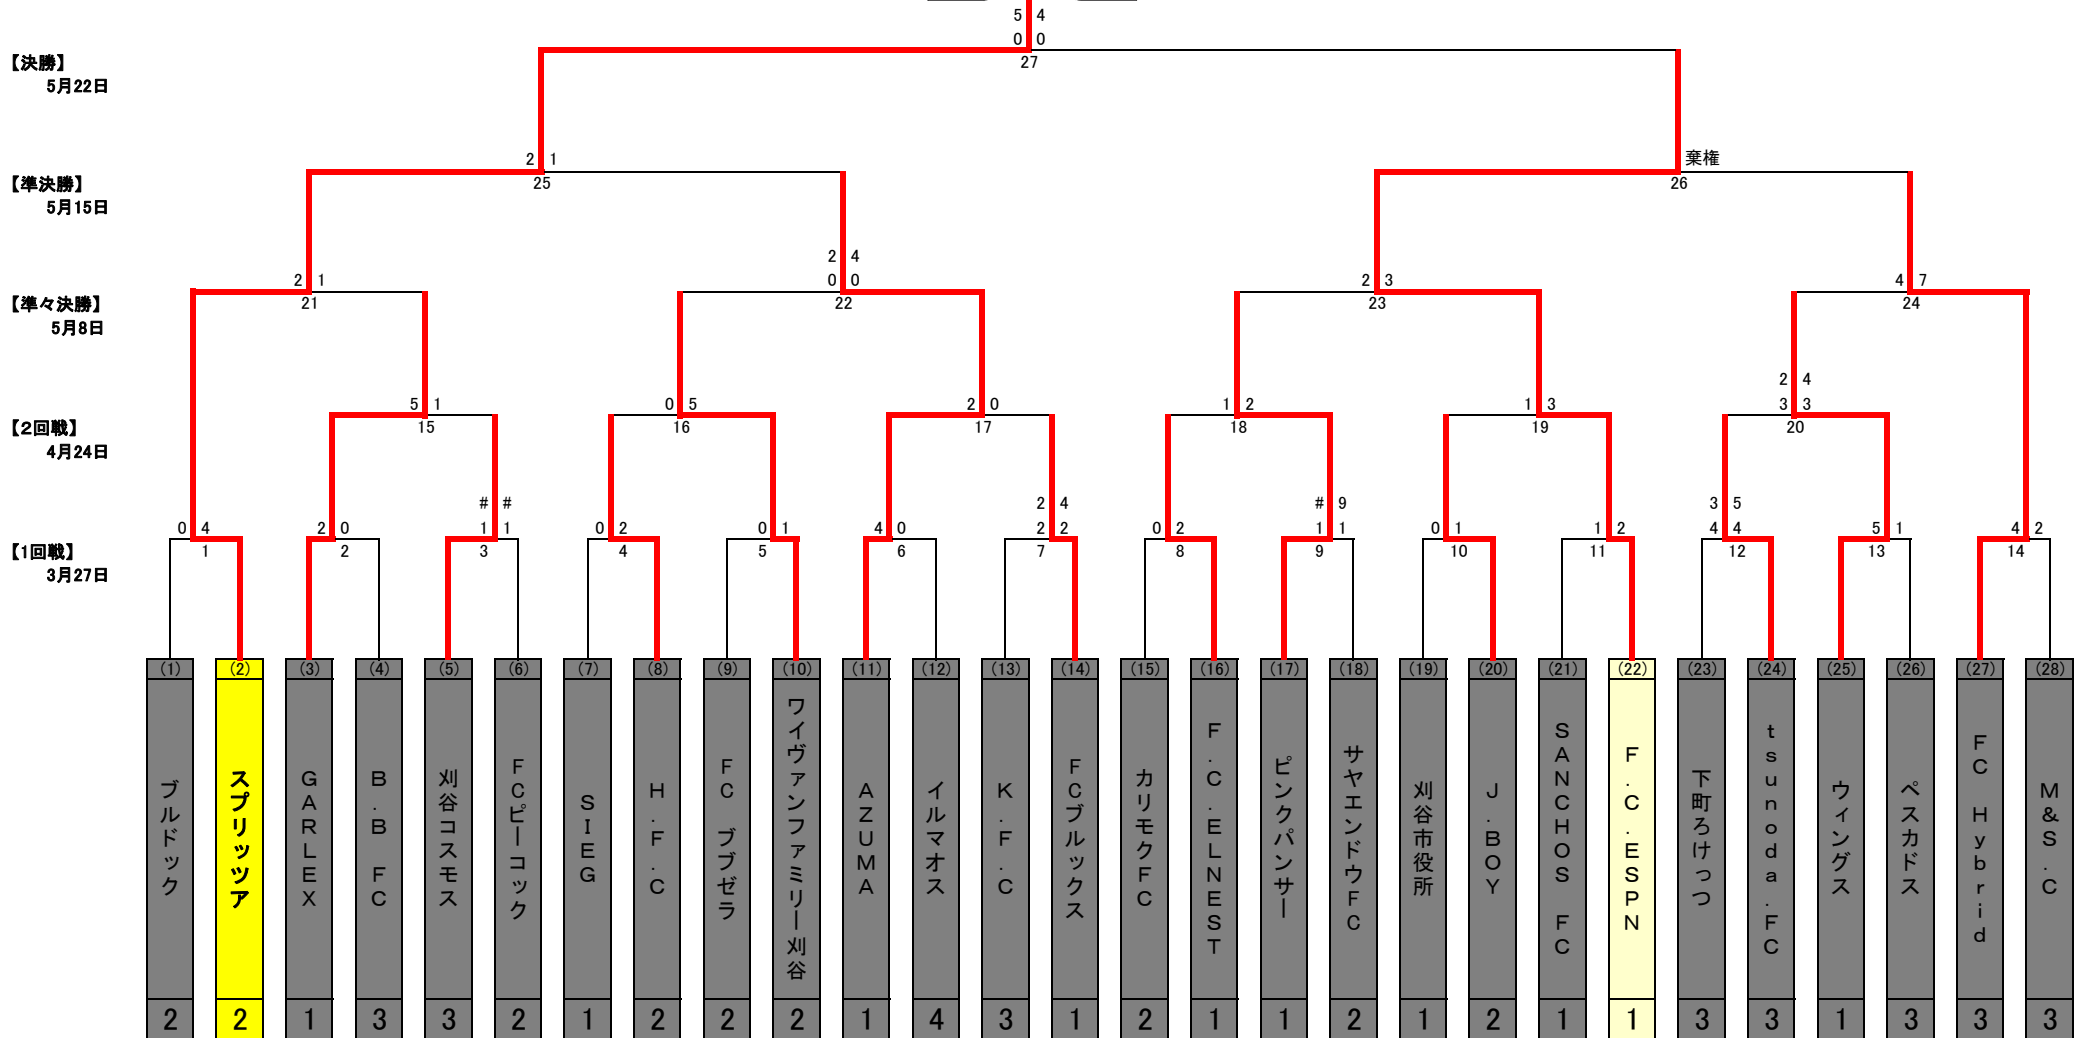 5 4
0 0
27
【決勝】
5月22日
2 1
25
棄権
26
【準決勝】
5月15日
2 4
2 1
0 0
2 3
4 7
21
22
23
24
【準々決勝】
5月8日
2 4
5 1
0 5
2 0
1 2
1 3
3 3
15
16
17
18
19
20
【2回戦】
4月24日
# #
2 4
# 9
3 5
0 4
2 0
1 1
0 2
0 1
4 0
2 2
0 2
1 1
0 1
1 2
4 4
5 1
4 2
1
2
3
4
5
6
7
8
9
10
11
12
13
14
【1回戦】
3月27日
(1)
(2)
(3)
(4)
(5)
(6)
(7)
(8)
(9)
(10)
(11)
(12)
(13)
(14)
(15)
(16)
(17)
(18)
(19)
(20)
(21)
(22)
(23)
(24)
(25)
(26)
(27)
(28)
ブルドック
スプリッツア
GARLEX
B.B FC
刈谷コスモス
FCピーコック
SIEG
H.F.C
FC ブブゼラ
ワイヴァンファミリー刈谷
AZUMA
イルマオス
K.F.C
FCブルックス
カリモクFC
F.C.ELNEST
ピンクパンサー
サヤエンドウFC
刈谷市役所
J.BOY
SANCHOS FC
F.C.ESPN
下町ろけっつ
tsunoda.FC
ウィングス
ペスカドス
FC Hybrid
M&S.C
2
2
1
3
3
2
1
2
2
2
1
4
3
1
2
1
1
2
1
2
1
1
3
3
1
3
3
3